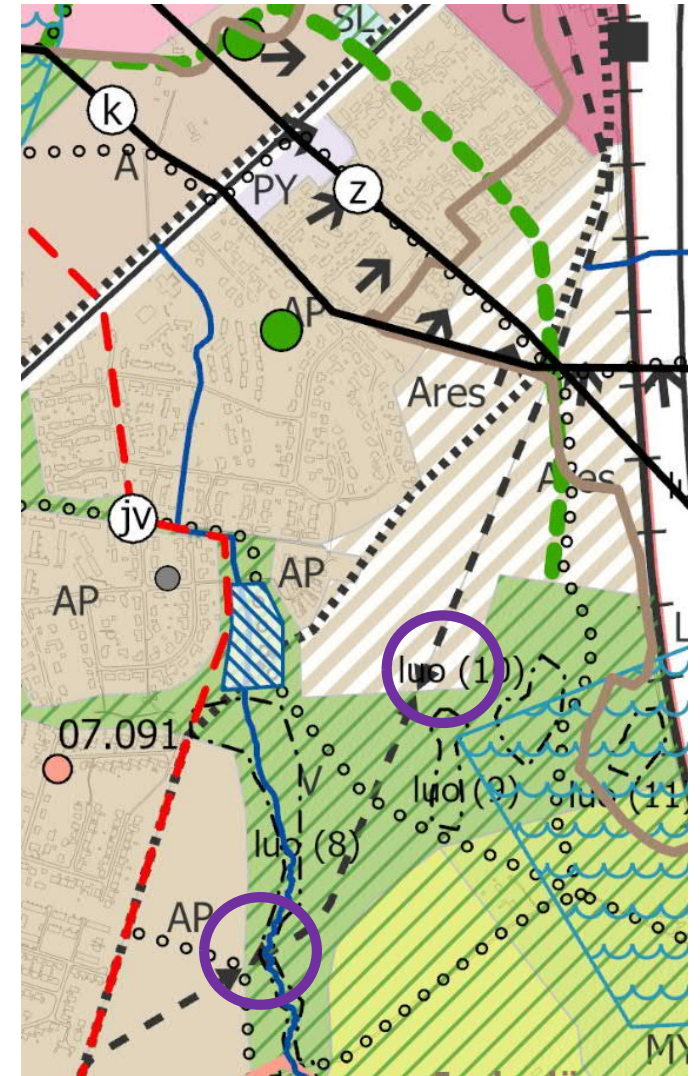 SL
C
k
A
PY
z
AP
Ares
Ares
jv
AP
AP
luo (10)
L
07.091
V
luo (9)
luo (11)
luo (8)
AP
MY